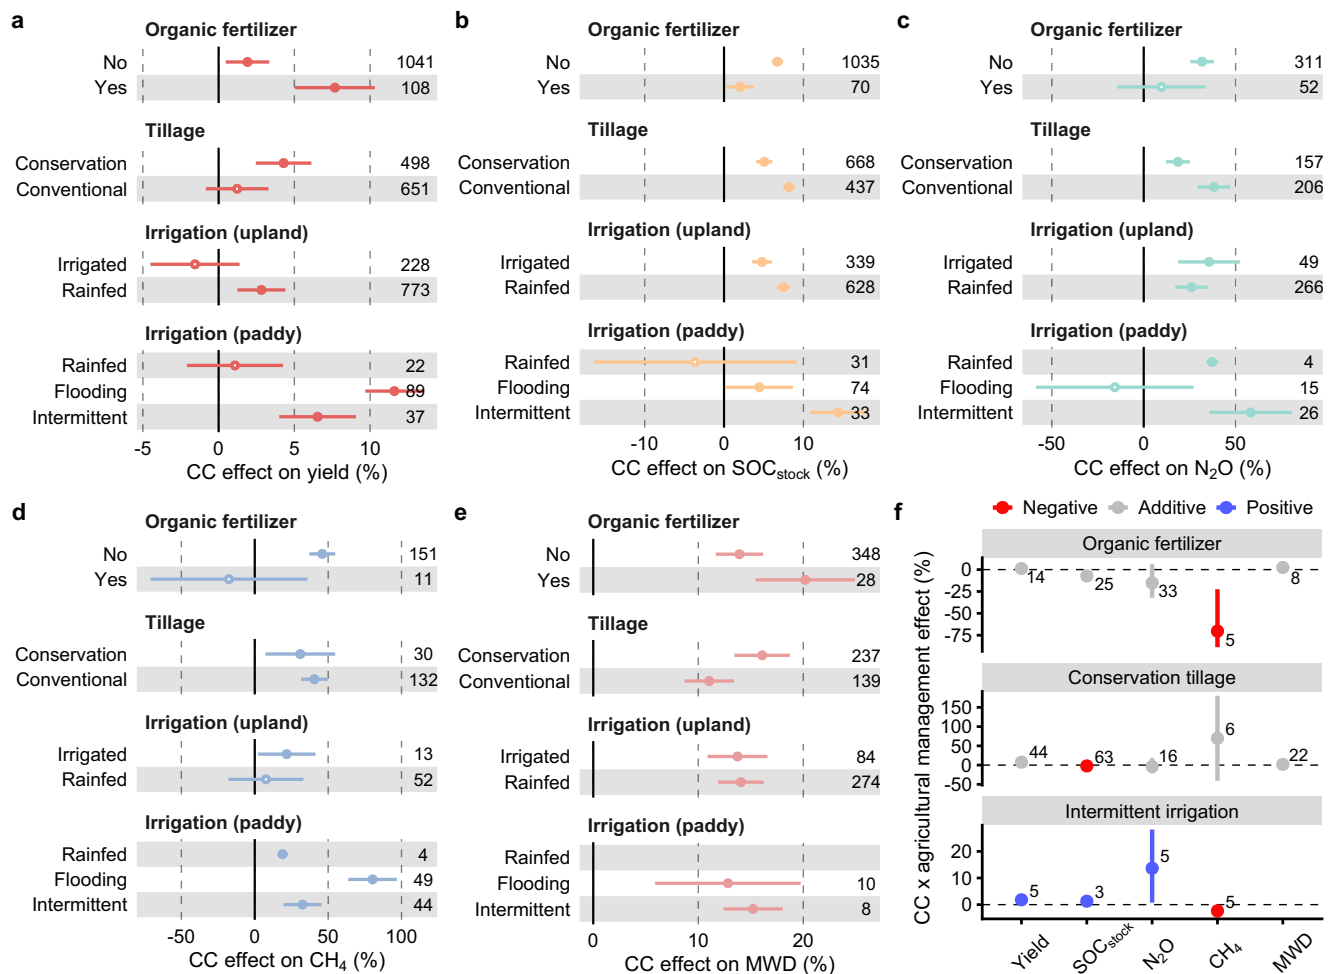 a
Organic fertilizer
No 1041
Yes 108
Tillage
Conservation 498
Conventional 651
Irrigation (upland)
Irrigated 228
Rainfed 773
Irrigation (paddy)
Rainfed 22
Flooding 89
Intermittent 37
-5 0 5 10
CC effect on yield (%)
b
Organic fertilizer
No 1035
Yes 70
Tillage
Conservation 668
Conventional 437
Irrigation (upland)
Irrigated 339
Rainfed 628
Irrigation (paddy)
Rainfed 31
Flooding 74
Intermittent 33
-10 0 10
CC effect on SOCstock (%)
c
Organic fertilizer
No 311
Yes 52
Tillage
Conservation 157
Conventional 206
Irrigation (upland)
Irrigated 49
Rainfed 266
Irrigation (paddy)
Rainfed 4
Flooding 15
Intermittent 26
-50 0 50
CC effect on N2O (%)
d
Organic fertilizer
No 151
Yes 11
Tillage
Conservation 30
Conventional 132
Irrigation (upland)
Irrigated 13
Rainfed 52
Irrigation (paddy)
Rainfed 4
Flooding 49
Intermittent 44
-50 0 50 100
CC effect on CH4 (%)
e
Organic fertilizer
No 348
Yes 28
Tillage
Conservation 237
Conventional 139
Irrigation (upland)
Irrigated 84
Rainfed 274
Irrigation (paddy)
Rainfed
Flooding 10
Intermittent 8
0 10 20
CC effect on MWD (%)
f
Negative Additive Positive
CC x agricultural management effect (%)
Organic fertilizer
0
-25
-50
-75
14 25 33 5 8
Conservation tillage
150
100
50
0
-50
44 63 16 6 22
Intermittent irrigation
20
10
0
5 3 5 5
Yield SOCstock N2O CH4 MWD